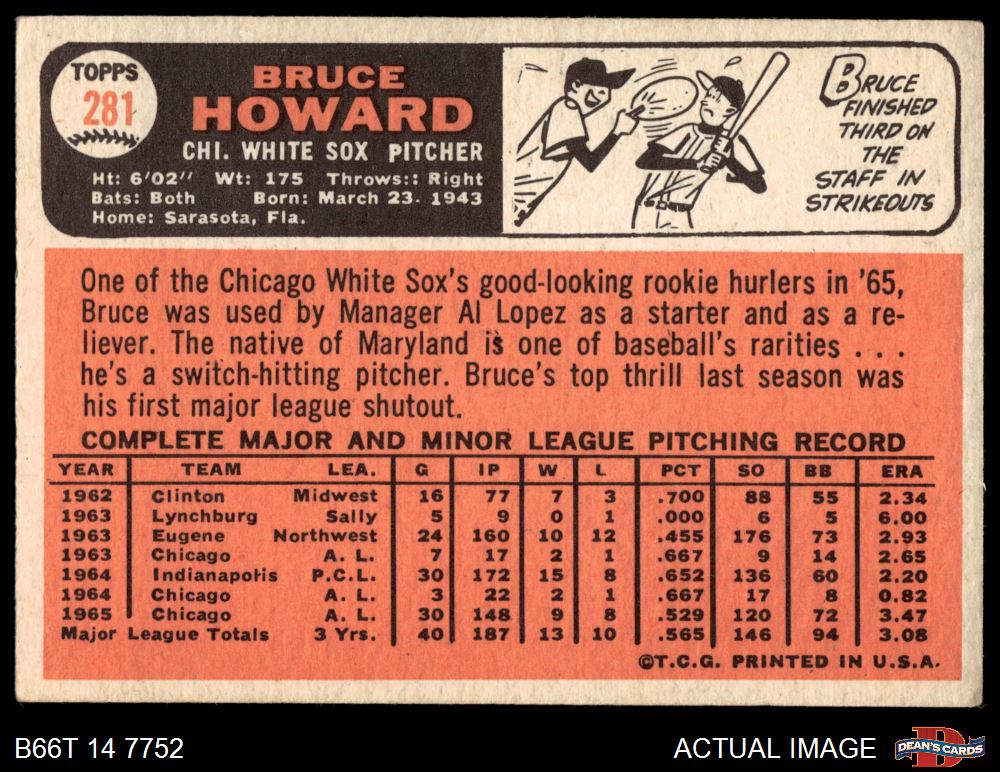 TOPPS
281
BRUCE
HOWARD
CHI. WHITE SOX PITCHER
Ht: 6'02" Wt: 175 Throws:: Right
Bats: Both Born: March 23. 1943
Home: Sarasota, Fla.
BRUCE
FINISHED
THIRD ON
THE
STAFF IN
STRIKEOUTS
One of the Chicago White Sox's good-looking rookie hurlers in '65,
Bruce was used by Manager Al Lopez as a starter and as a re-
liever. The native of Maryland is one of baseball's rarities . . .
he's a switch-hitting pitcher. Bruce's top thrill last season was
his first major league shutout.
COMPLETE MAJOR AND MINOR LEAGUE PITCHING RECORD
YEAR TEAM LEA. G IP W L PCT SO BB ERA
1962 Clinton Midwest 16 77 7 3 .700 88 55 2.34
1963 Lynchburg Sally 5 9 0 1 .000 6 5 6.00
1963 Eugene Northwest 24 160 10 12 .455 176 73 2.93
1963 Chicago A. L. 7 17 2 1 .667 9 14 2.65
1964 Indianapolis P.C.L. 30 172 15 8 .652 136 60 2.20
1964 Chicago A. L. 3 22 2 1 .667 17 8 0.82
1965 Chicago A. L. 30 148 9 8 .529 120 72 3.47
Major League Totals 3 Yrs. 40 187 13 10 .565 146 94 3.08
©T.C.G. PRINTED IN U.S.A.
B66T 14 7752
ACTUAL IMAGE
DEAN'S CARDS